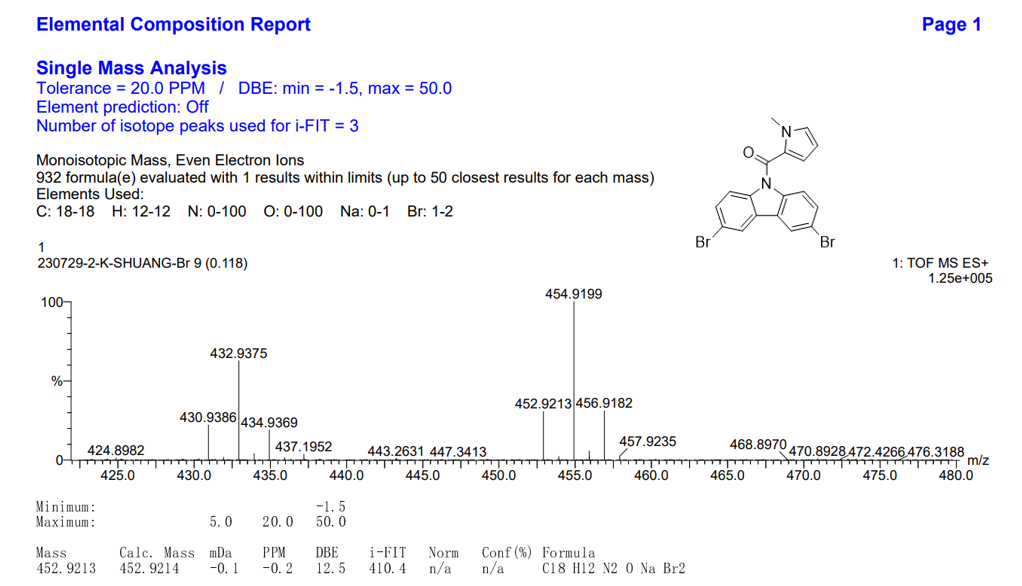 Elemental Composition Report Page 1
Single Mass Analysis
Tolerance = 20.0 PPM / DBE: min = -1.5, max = 50.0
Element prediction: Off
Number of isotope peaks used for i-FIT = 3
Monoisotopic Mass, Even Electron Ions
932 formula(e) evaluated with 1 results within limits (up to 50 closest results for each mass)
Elements Used:
C: 18-18 H: 12-12 N: 0-100 O: 0-100 Na: 0-1 Br: 1-2
N
O
N
Br Br
1
230729-2-K-SHUANG-Br 9 (0.118) 1: TOF MS ES+
1.25e+005
100
%
0
454.9199
432.9375
452.9213 456.9182
430.9386 434.9369
424.8982 437.1952 443.2631 447.3413 457.9235 468.8970 470.8928 472.4266 476.3188
m/z
425.0 430.0 435.0 440.0 445.0 450.0 455.0 460.0 465.0 470.0 475.0 480.0
Minimum: -1.5
Maximum: 5.0 20.0 50.0
Mass Calc. Mass mDa PPM DBE i-FIT Norm Conf(%) Formula
452.9213 452.9214 -0.1 -0.2 12.5 410.4 n/a n/a C18 H12 N2 O Na Br2